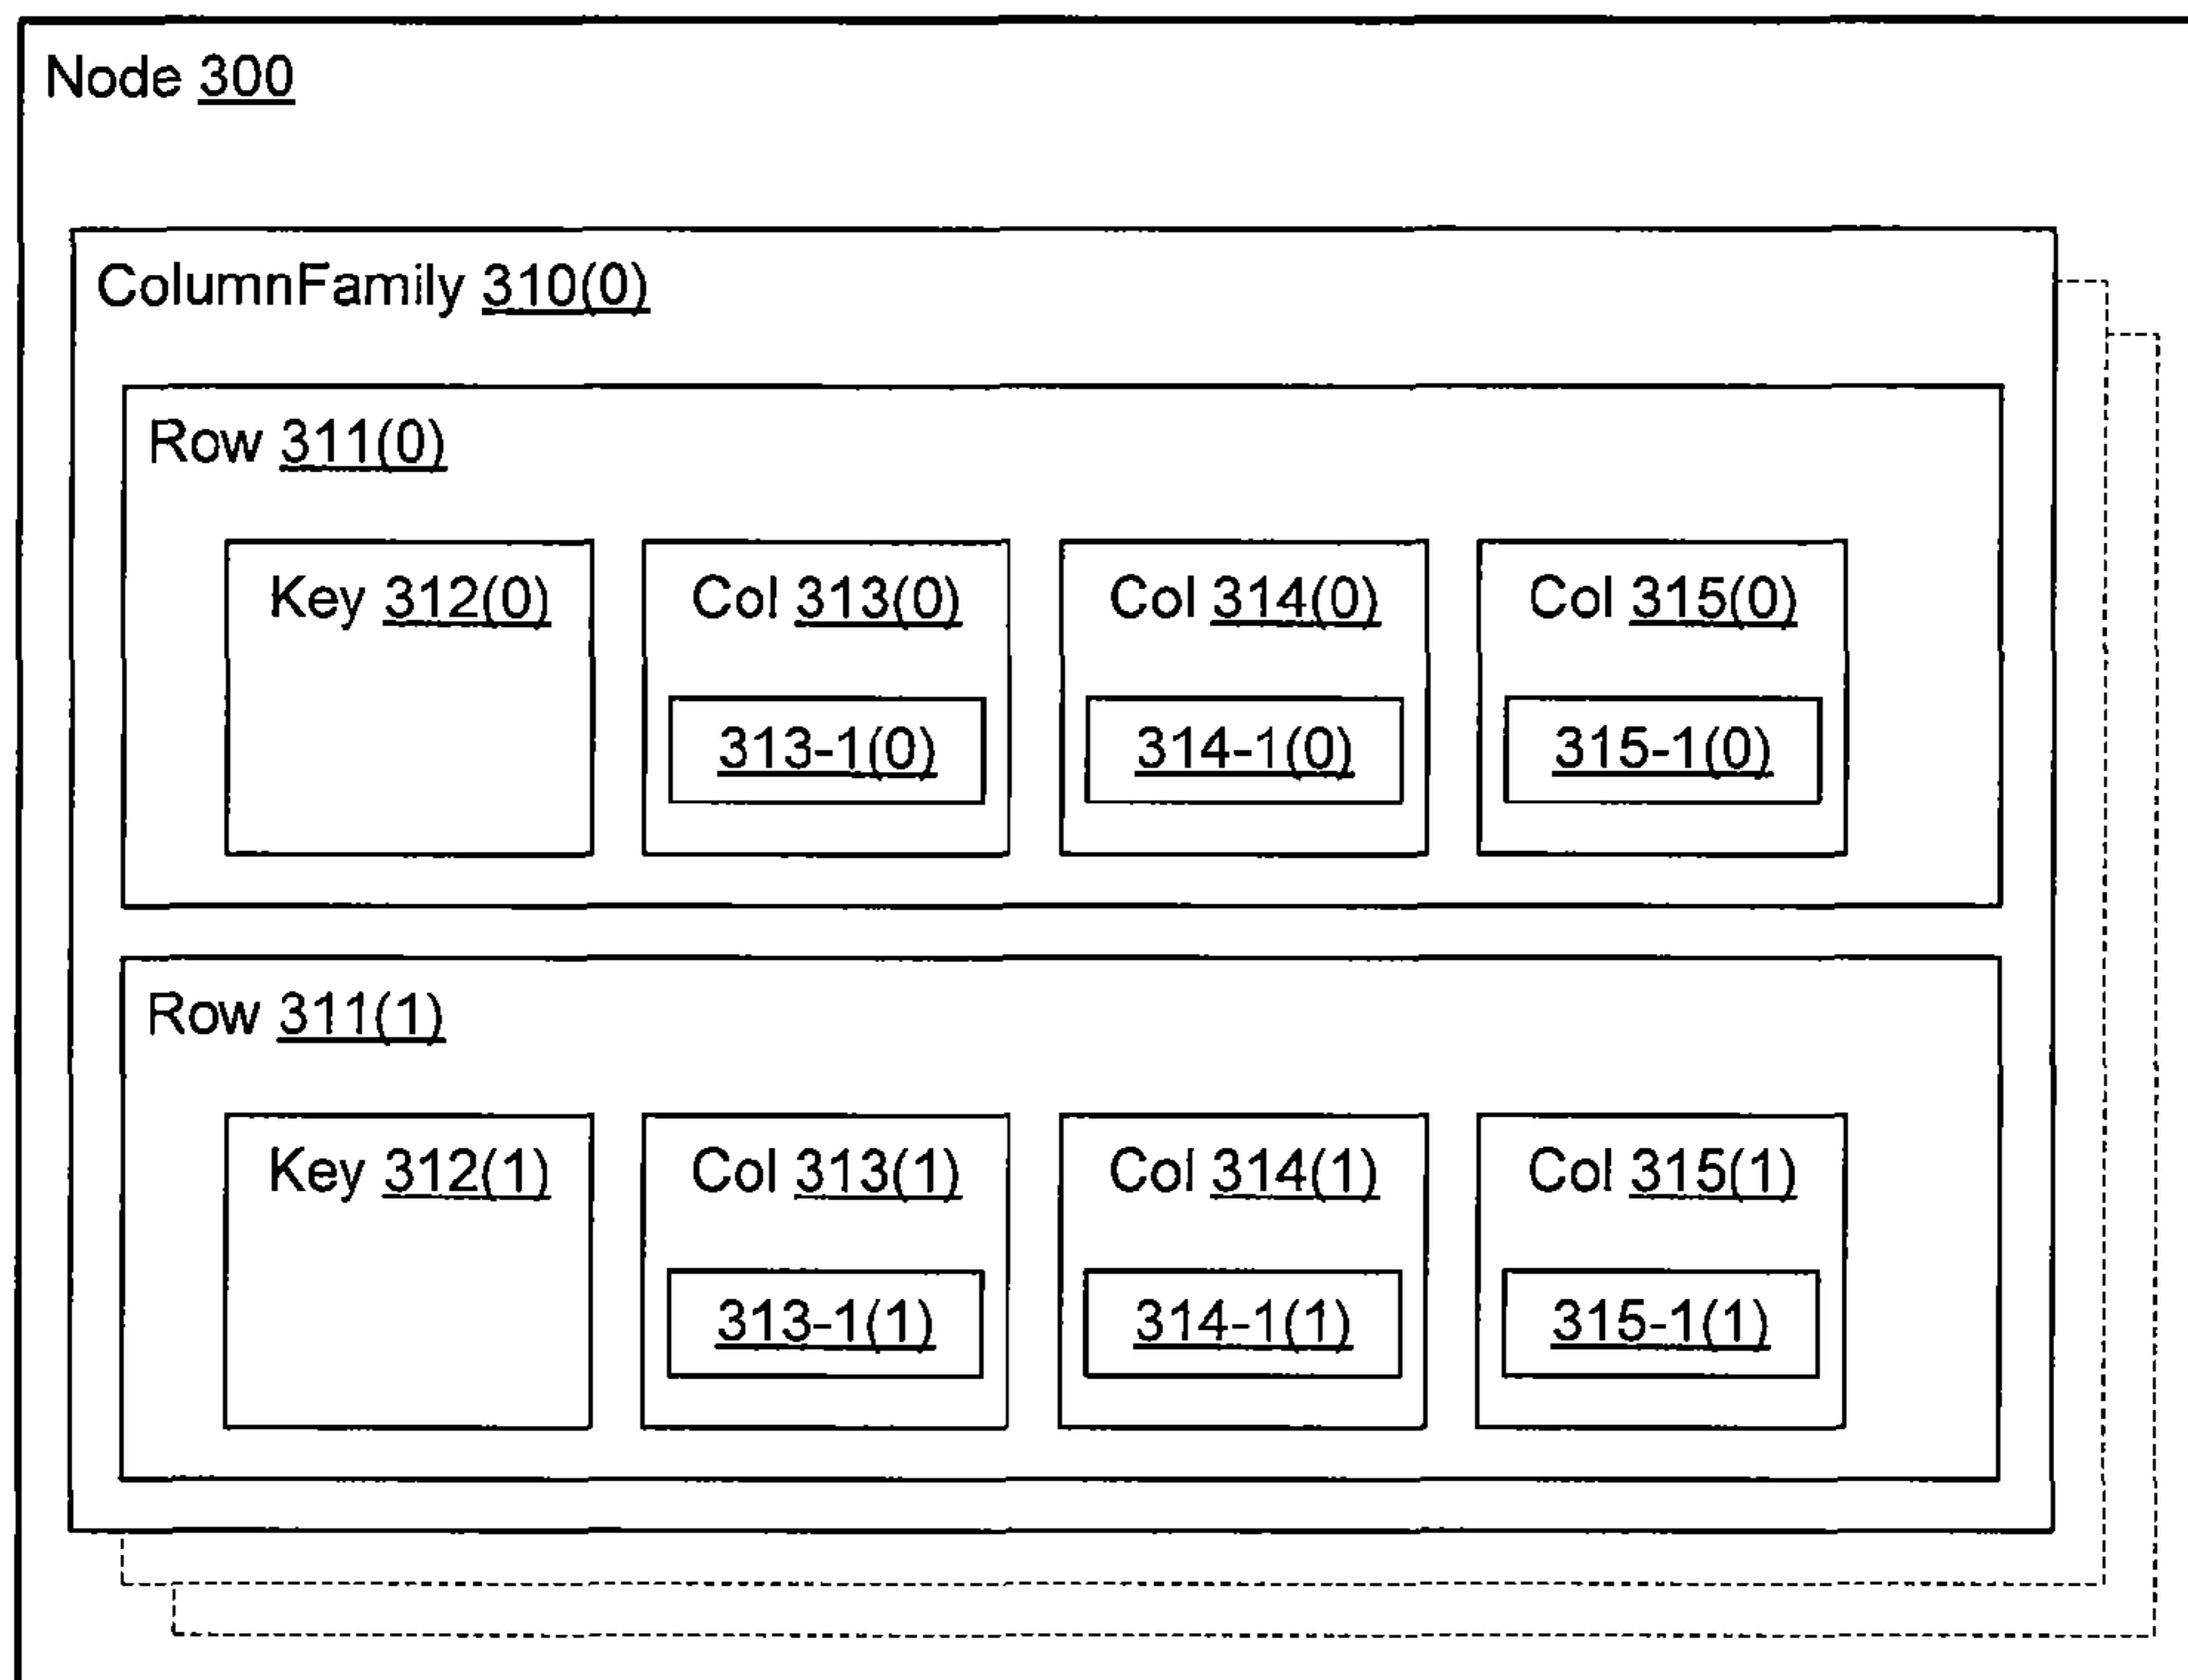 Node 300
ColumnFamily 310(0)
Row 311(0)
Key 312(0) Col 313(0) Col 314(0) Col 315(0)
313-1(0) 314-1(0) 315-1(0)
Row 311(1)
Key 312(1) Col 313(1) Col 314(1) Col 315(1)
313-1(1) 314-1(1) 315-1(1)